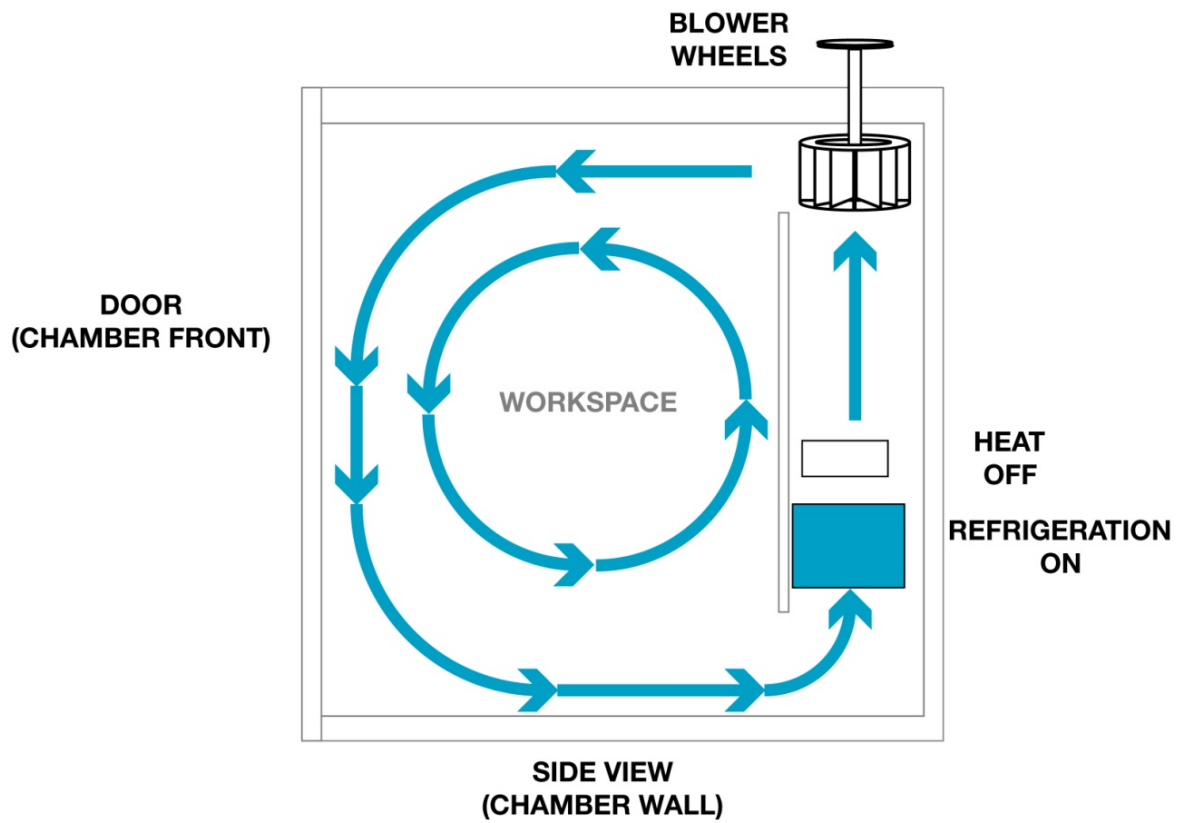 BLOWER
WHEELS
DOOR
(CHAMBER FRONT)
WORKSPACE
HEAT
OFF
REFRIGERATION
ON
SIDE VIEW
(CHAMBER WALL)